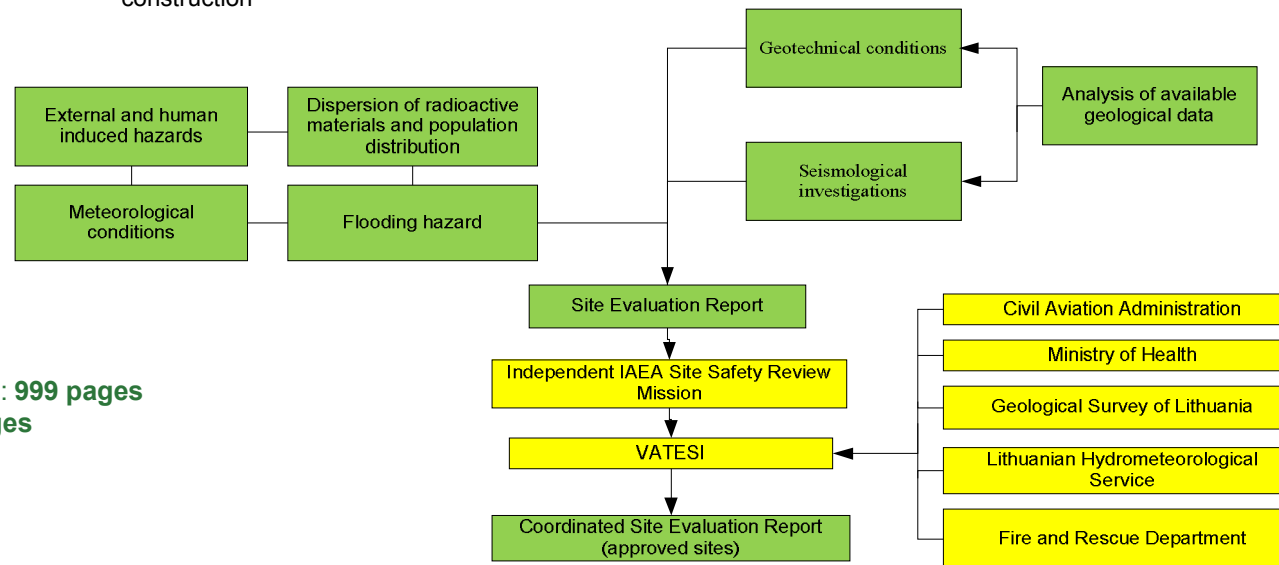 construction
Geotechnical conditions
Analysis of available
geological data
External and human
induced hazards
Dispersion of radioactive
materials and population
distribution
Seismological
investigations
Meteorological
conditions
Flooding hazard
Site Evaluation Report
Civil Aviation Administration
Ministry of Health
Independent IAEA Site Safety Review
Mission
: 999 pages
Geological Survey of Lithuania
ges
VATESI
Lithuanian Hydrometeorological
Service
Coordinated Site Evaluation Report
(approved sites)
Fire and Rescue Department